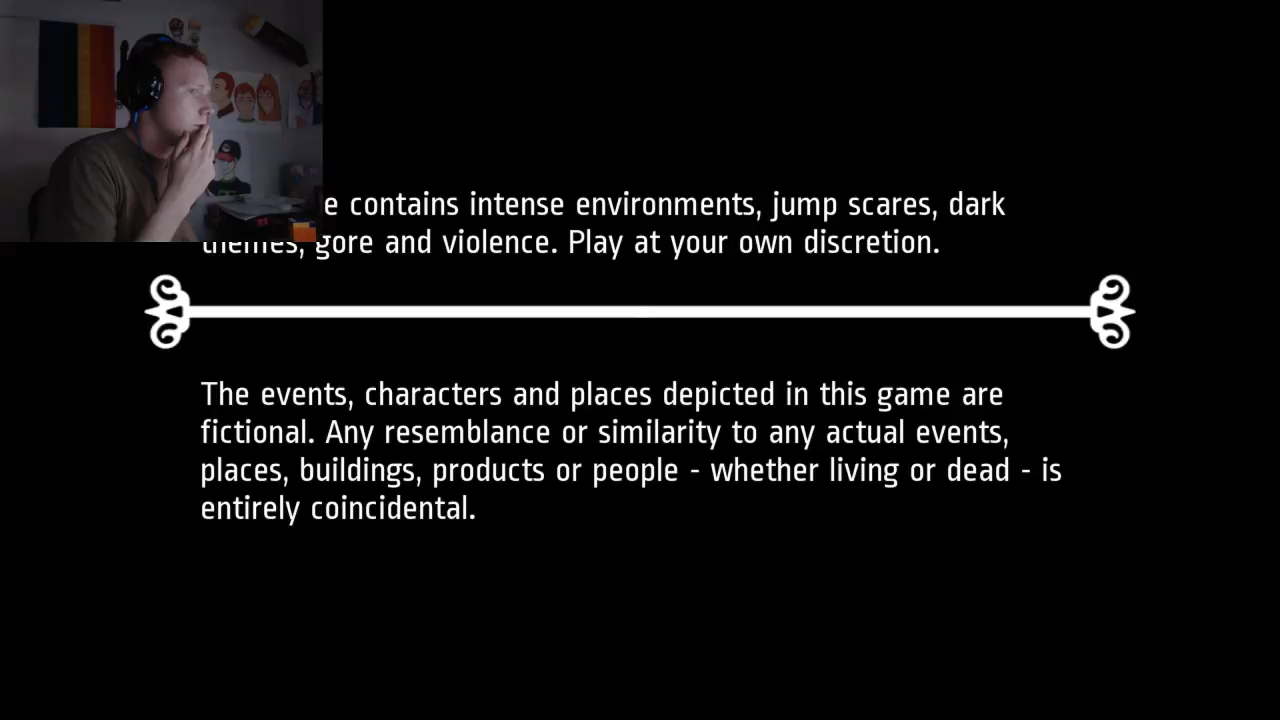 e contains intense environments, jump scares, dark
themes, gore and violence. Play at your own discretion.
The events, characters and places depicted in this game are
fictional. Any resemblance or similarity to any actual events,
places, buildings, products or people - whether living or dead - is
entirely coincidental.